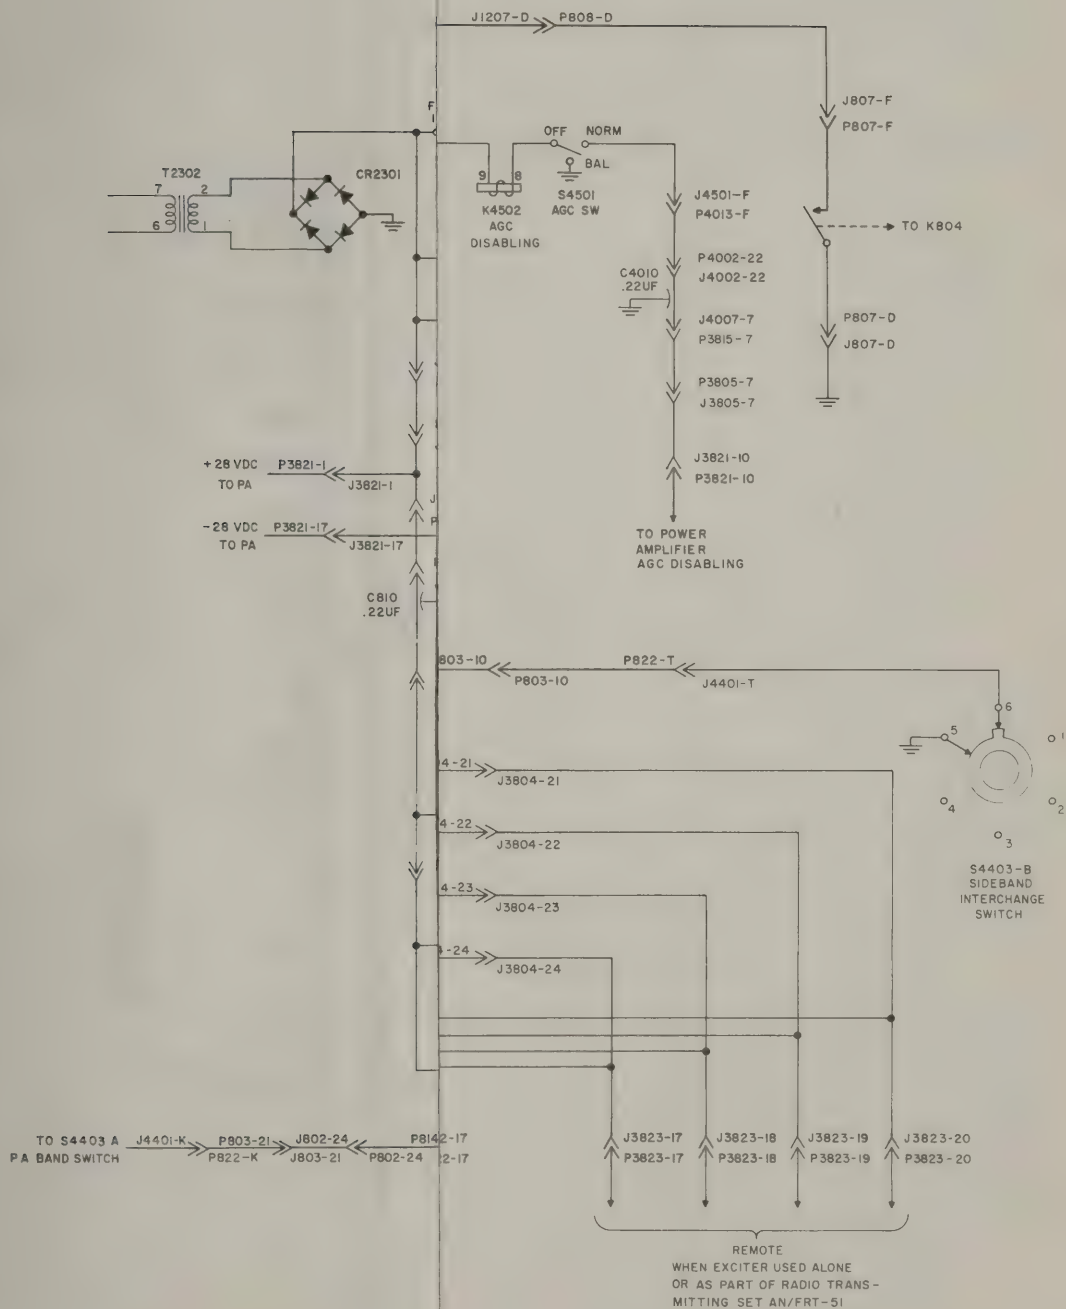 J1207-D P808-D
J807-F
P807-F
F
1
OFF NORM
BAL
T2302
7 2
6 1
CR2301
9 8
K4502
AGC
DISABLING
S4501
AGC SW
J4501-F
P4013-F
TO K804
P4002-22
J4002-22
C4010
.22UF
J4007-7
P3815-7
P807-D
J807-D
P3805-7
J3805-7
+28 VDC
TO PA
P3821-1
J3821-1
J3821-10
P3821-10
J
P
-28 VDC
TO PA
P3821-17
J3821-17
TO POWER
AMPLIFIER
AGC DISABLING
C810
.22UF
803-10
P803-10
P822-T
J4401-T
6
5
1
4
2
3
S4403-B
SIDEBAND
INTERCHANGE
SWITCH
4-21
J3804-21
4-22
J3804-22
4-23
J3804-23
-24
J3804-24
TO S4403 A
PA BAND SWITCH
J4401-K
P822-K
P803-21
J803-21
J802-24
P802-24
P8142-17
2-17
J3823-17
P3823-17
J3823-18
P3823-18
J3823-19
P3823-19
J3823-20
P3823-20
REMOTE
WHEN EXCITER USED ALONE
OR AS PART OF RADIO TRANS-
MITTING SET AN/FRT-51